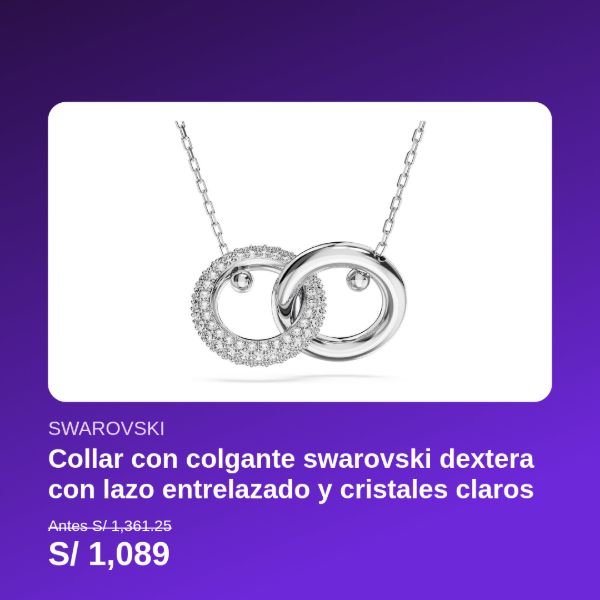 SWAROVSKI
Collar con colgante swarovski dextera
con lazo entrelazado y cristales claros
Antes S/ 1,361.25
S/ 1,089